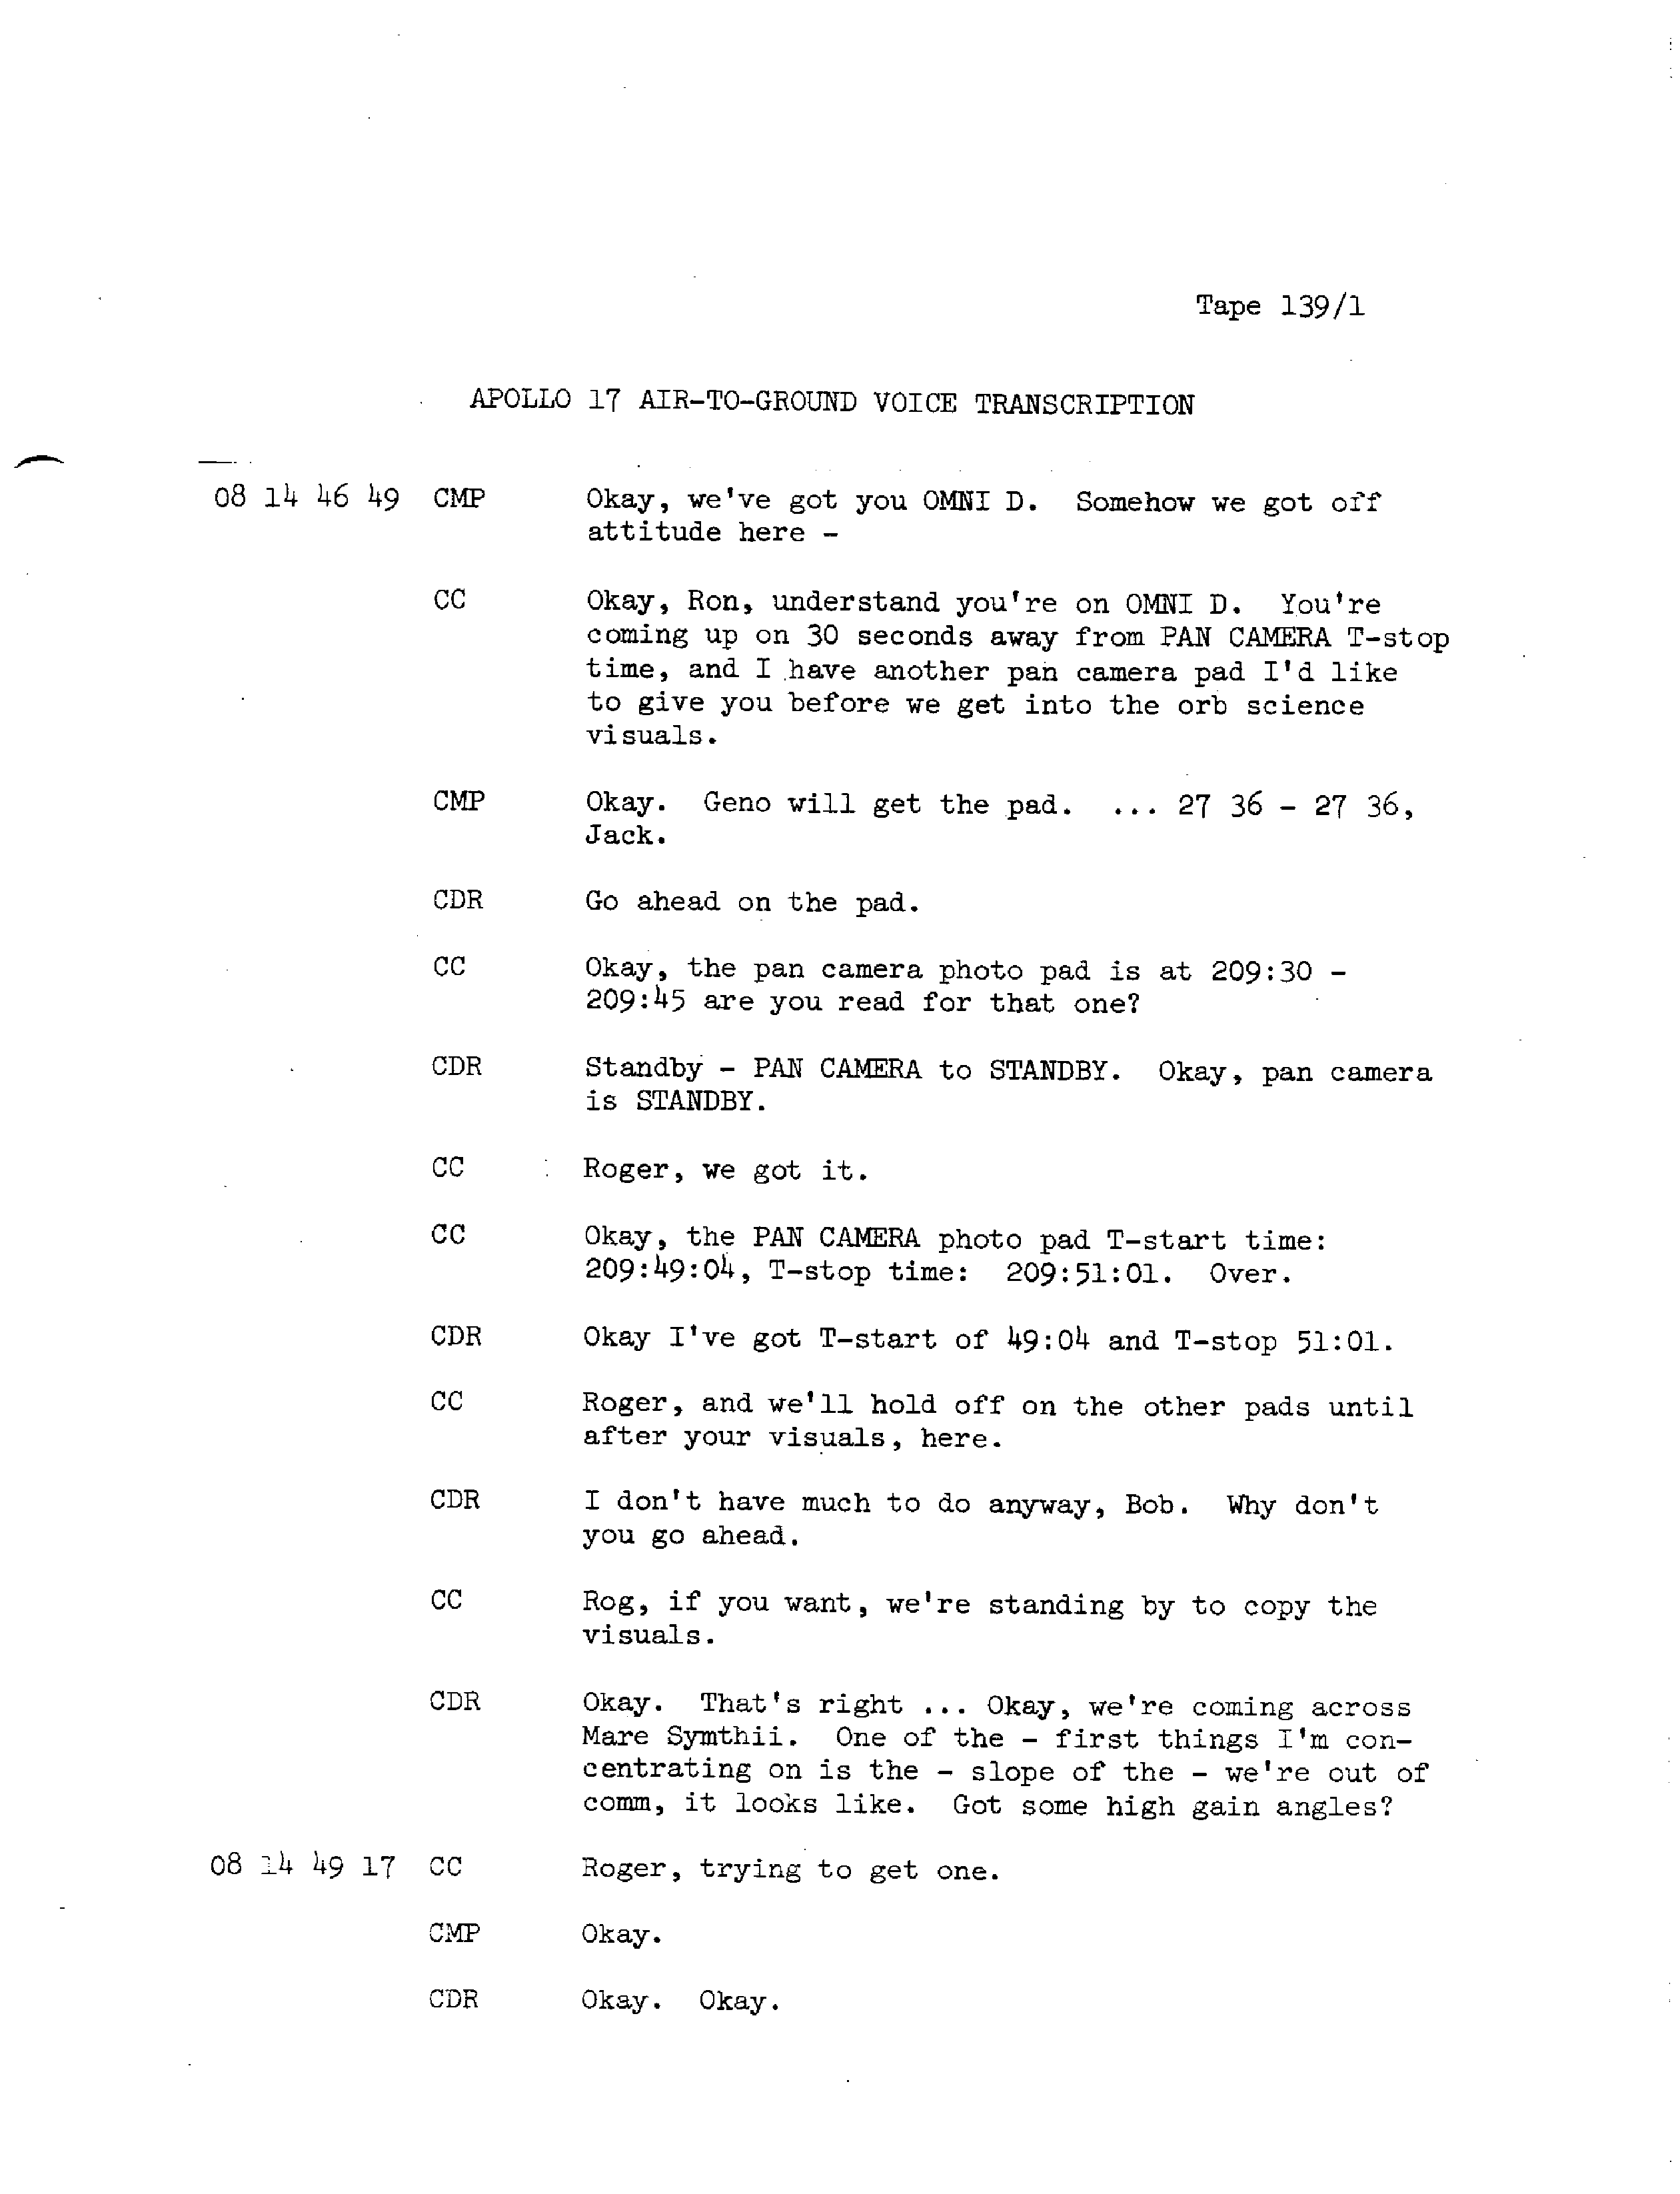 Tape 139/1
APOLLO 17 AIR-TO-GROUND VOICE TRANSCRIPTION
08 14 46 49 CMP Okay, we've got you OMNI D. Somehow we got off
attitude here -
CC Okay, Ron, understand you're on OMNI D. You're
coming up on 30 seconds away from PAN CAMERA T-stop
time, and I have another pan camera pad I'd like
to give you before we get into the orb science
visuals.
CMP Okay. Geno will get the pad. ... 27 36 - 27 36,
Jack.
CDR Go ahead on the pad.
CC Okay, the pan camera photo pad is at 209:30 -
209:45 are you read for that one?
CDR Standby - PAN CAMERA to STANDBY. Okay, pan camera
is STANDBY.
CC Roger, we got it.
CC Okay, the PAN CAMERA photo pad T-start time:
209:49:04, T-stop time: 209:51:01. Over.
CDR Okay I've got T-start of 49:04 and T-stop 51:01.
CC Roger, and we'll hold off on the other pads until
after your visuals, here.
CDR I don't have much to do anyway, Bob. Why don't
you go ahead.
CC Rog, if you want, we're standing by to copy the
visuals.
CDR Okay. That's right ... Okay, we're coming across
Mare Symthii. One of the - first things I'm con-
centrating on is the - slope of the - we're out of
comm, it looks like. Got some high gain angles?
08 14 49 17 CC Roger, trying to get one.
CMP Okay.
CDR Okay. Okay.